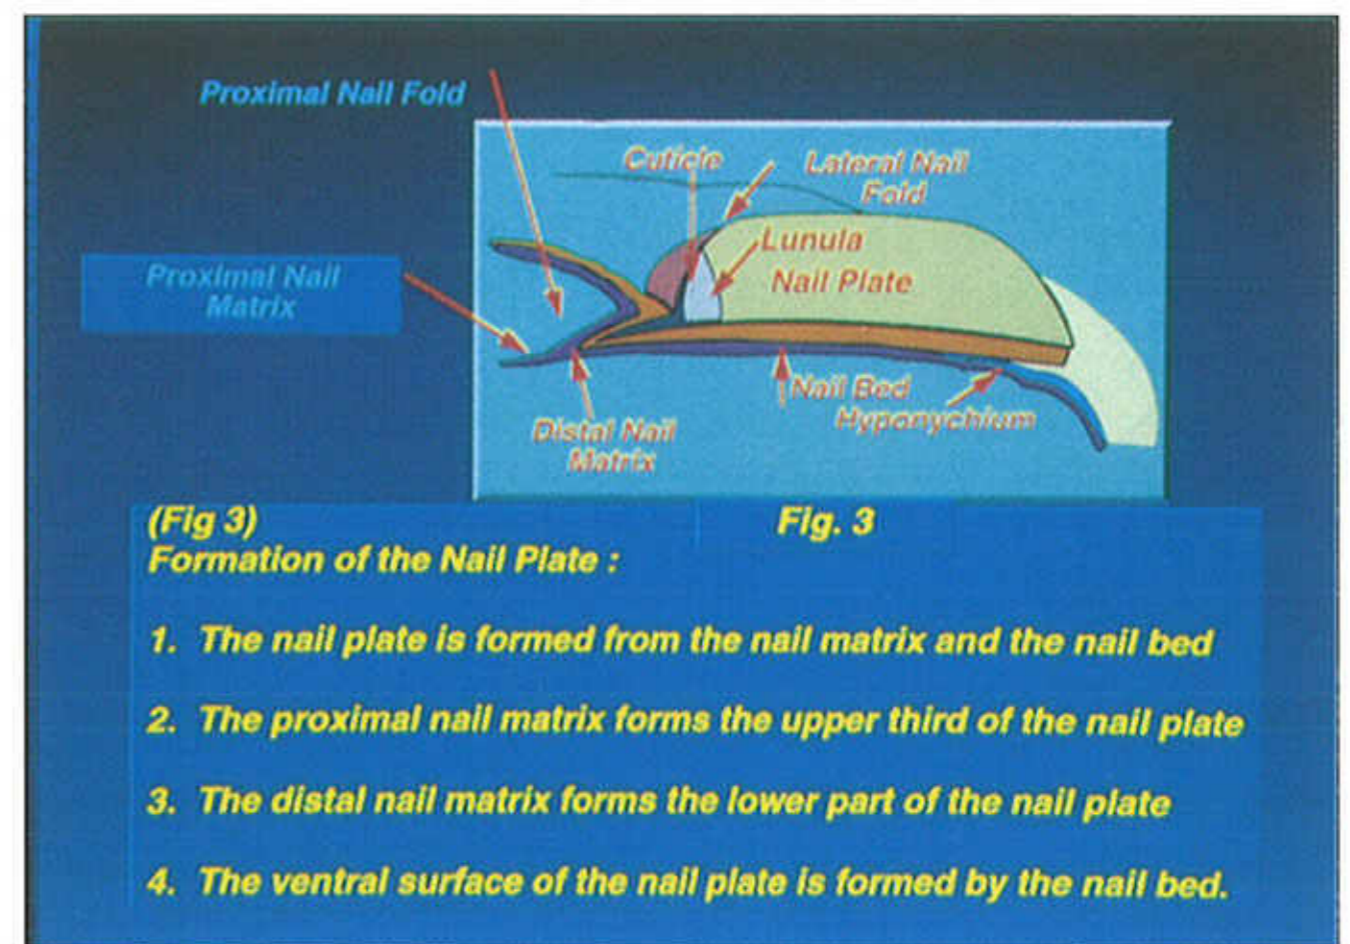 Proximal Nail Fold
Cuticle
Lateral Nail
Fold
Lunula
Nail Plate
Proximal Nail
Matrix
Nail Bed
Hyponychium
Distal Nail
Matrix
(Fig 3)
Fig. 3
Formation of the Nail Plate :
1. The nail plate is formed from the nail matrix and the nail bed
2. The proximal nail matrix forms the upper third of the nail plate
3. The distal nail matrix forms the lower part of the nail plate
4. The ventral surface of the nail plate is formed by the nail bed.